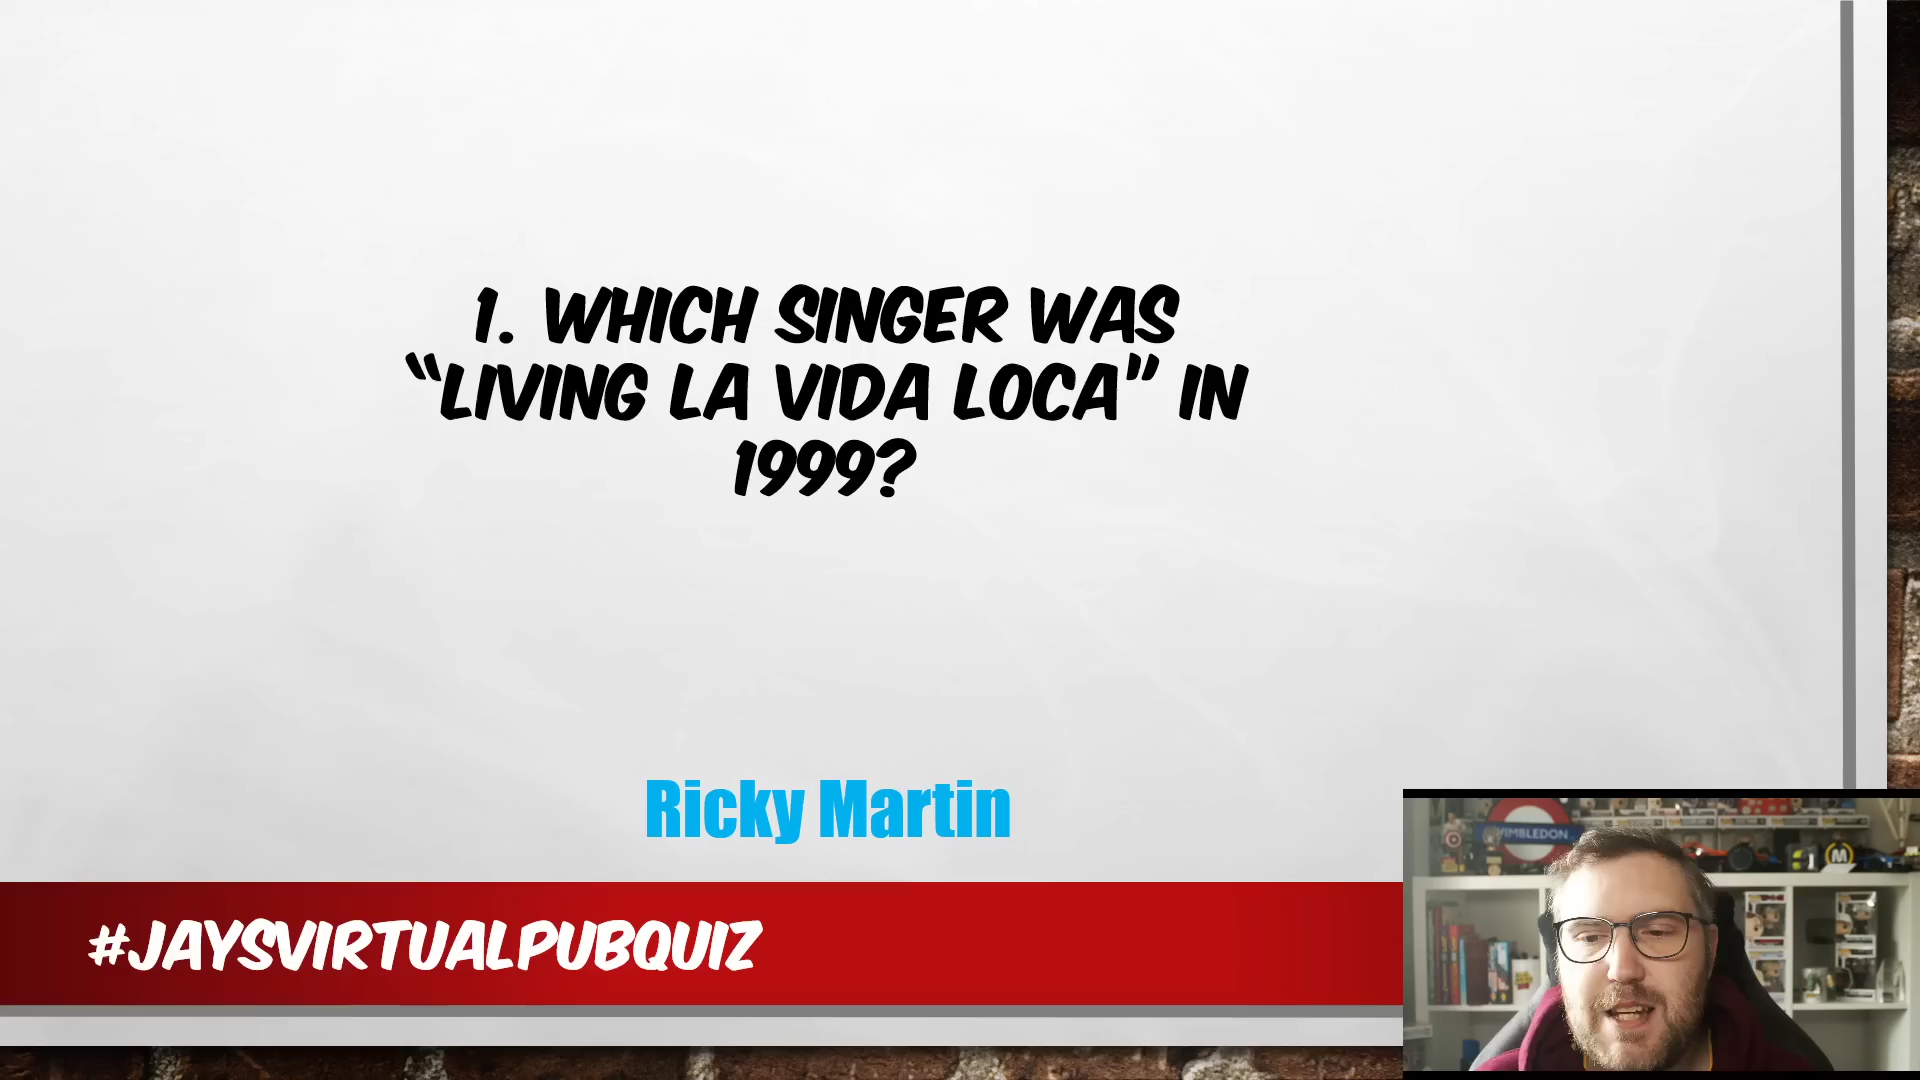 1. WHICH SINGER WAS
“LIVING LA VIDA LOCA” IN
1999?
Ricky Martin
#JAYSVIRTUALPUBQUIZ
WIMBLEDON
M